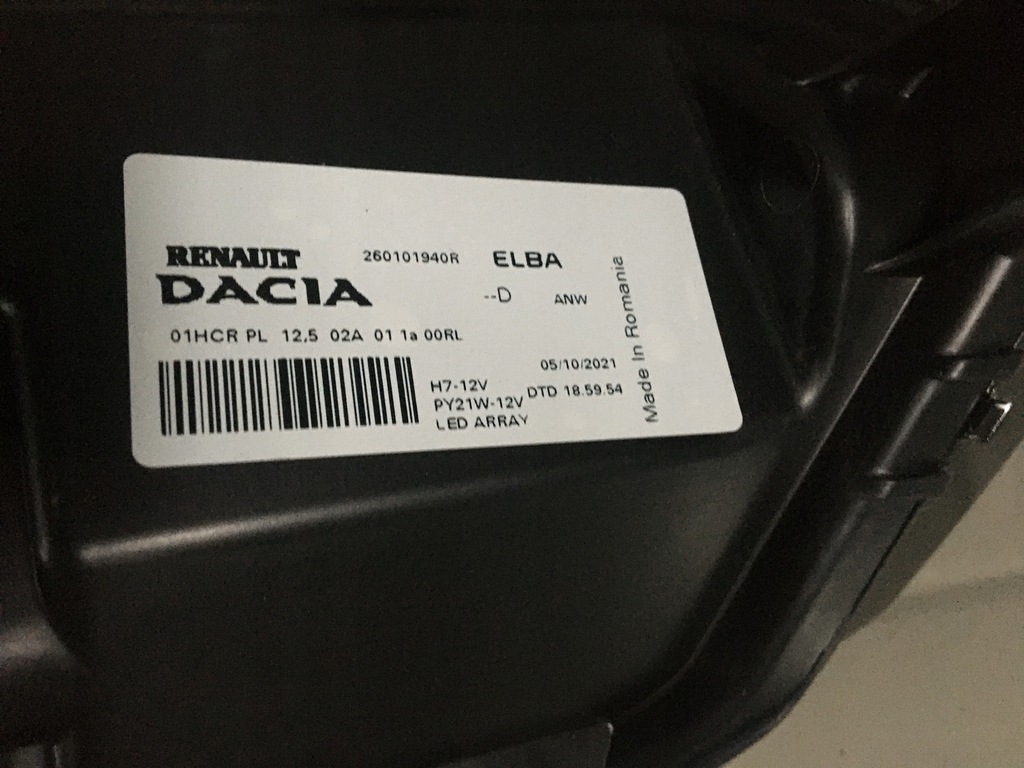 RENAULT 260101940R ELBA
DACIA --D ANW
01HCR PL 12,5 02A 01 1a 00RL
05/10/2021
H7-12V DTD 18.59.54
PY21W-12V
LED ARRAY
Made In Romania